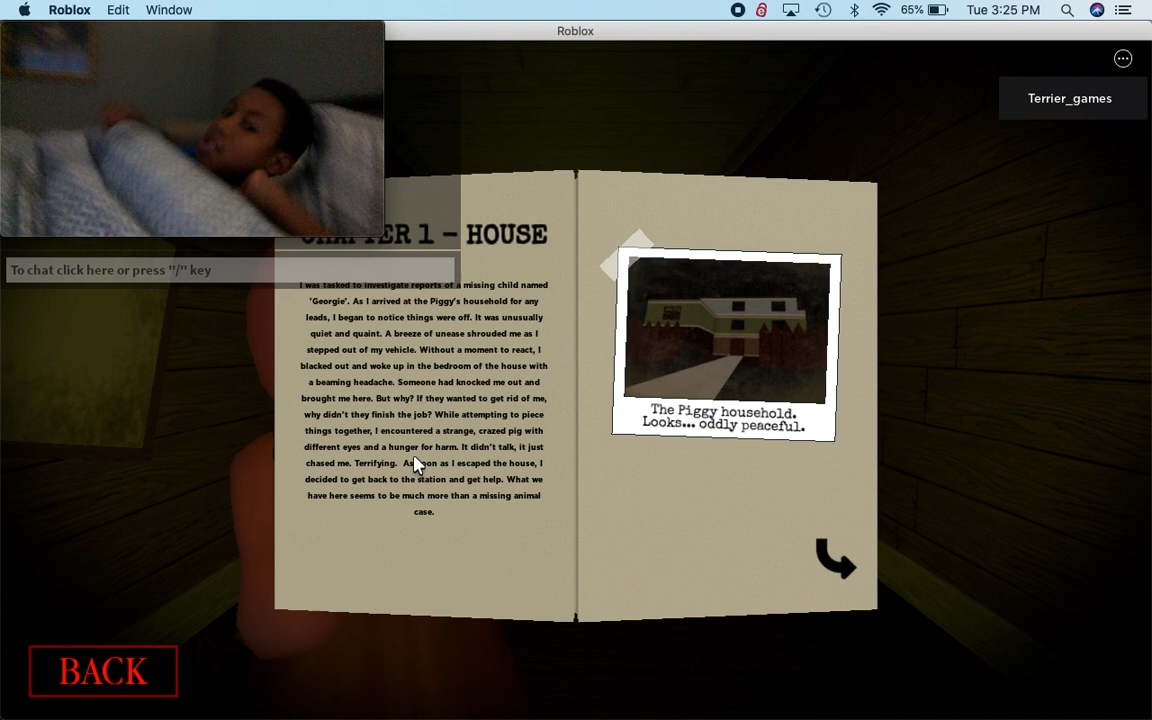 Roblox Edit Window 65% Tue 3:25 PM
Roblox
Terrier_games
CHAPTER 1 - HOUSE
To chat click here or press "/" key
I was tasked to investigate reports of a missing child named
'Georgie'. As I arrived at the Piggy's household for any
leads, I began to notice things were off. It was unusually
quiet and quaint. A breeze of unease shrouded me as I
stepped out of my vehicle. Without a moment to react, I
blacked out and woke up in the bedroom of the house with
a beaming headache. Someone had knocked me out and
brought me here. But why? If they wanted to get rid of me,
why didn't they finish the job? While attempting to piece
things together, I encountered a strange, crazed pig with
different eyes and a hunger for harm. It didn't talk, it just
chased me. Terrifying. As soon as I escaped the house, I
decided to get back to the station and get help. What we
have here seems to be much more than a missing animal
case.
The Piggy household.
Looks... oddly peaceful.
BACK